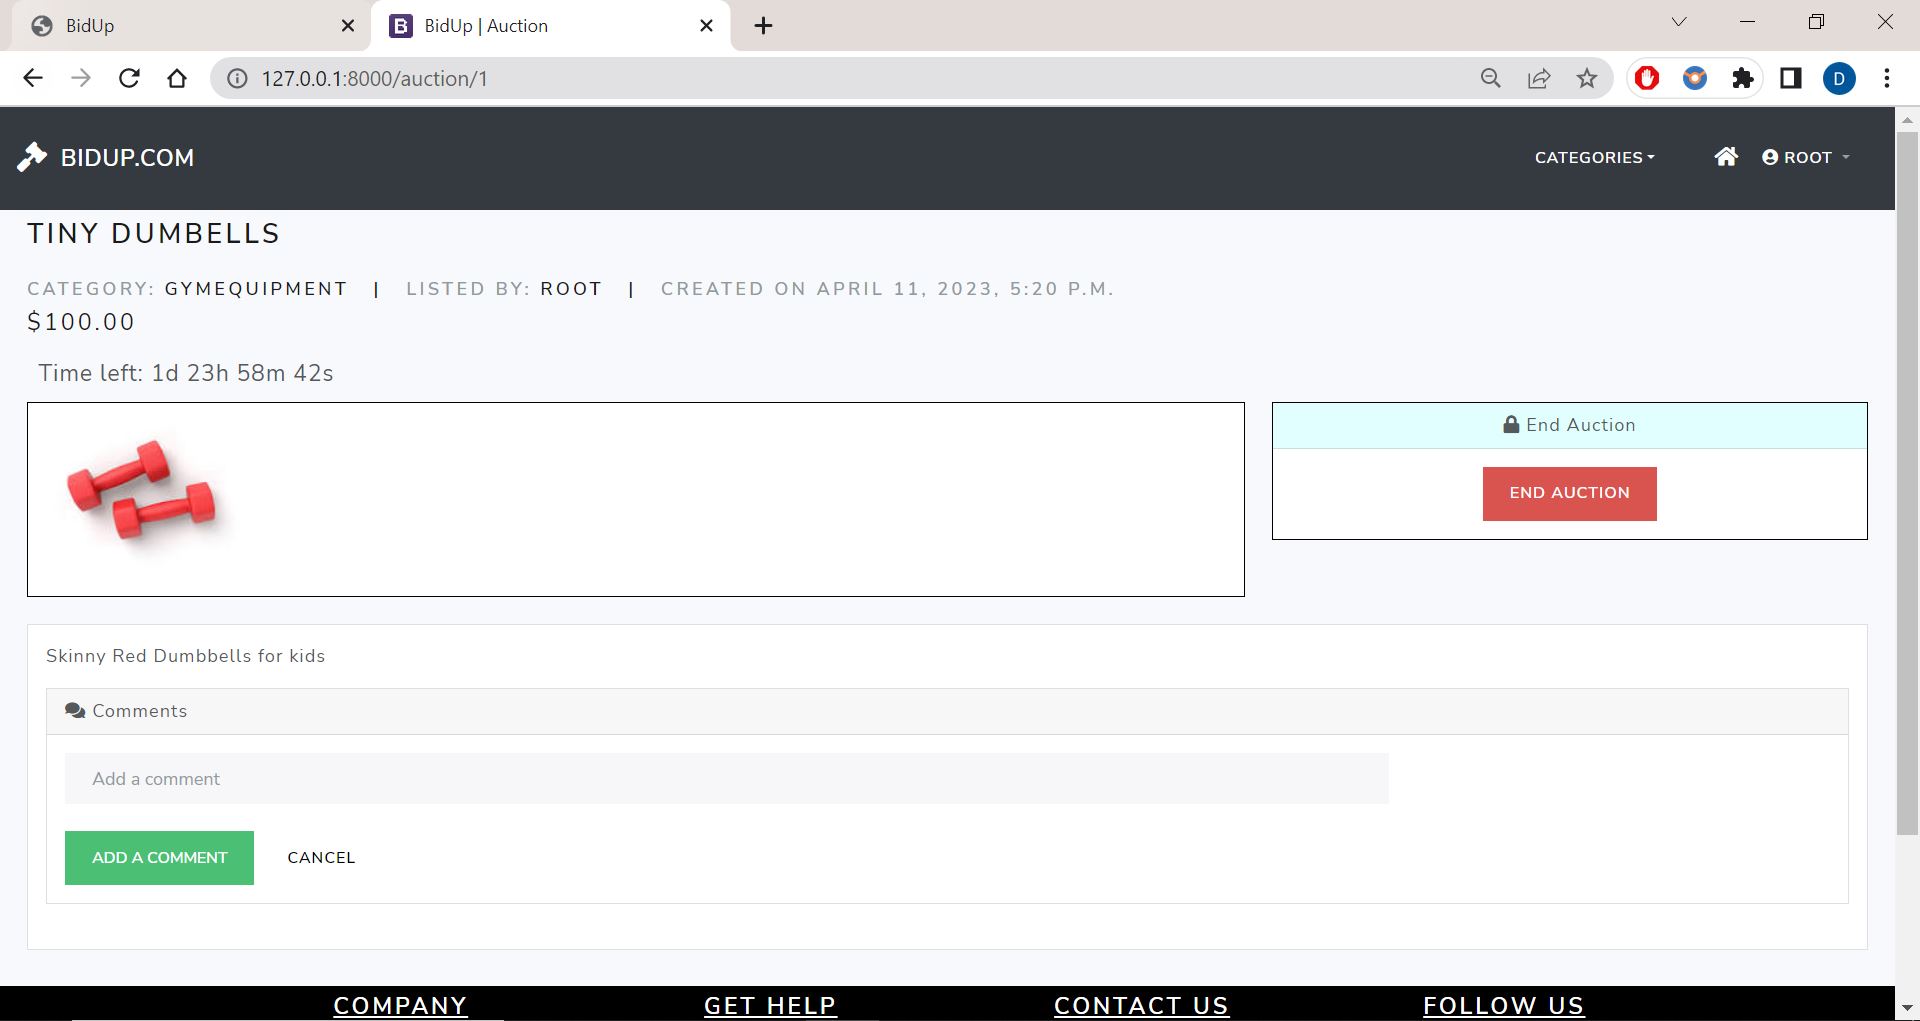 BidUp
BidUp | Auction
127.0.0.1:8000/auction/1
D
BIDUP.COM
CATEGORIES
ROOT
TINY DUMBELLS
CATEGORY: GYMEQUIPMENT | LISTED BY: ROOT | CREATED ON APRIL 11, 2023, 5:20 P.M.
$100.00
Time left: 1d 23h 58m 42s
End Auction
END AUCTION
Skinny Red Dumbbells for kids
Comments
Add a comment
ADD A COMMENT CANCEL
COMPANY GET HELP CONTACT US FOLLOW US